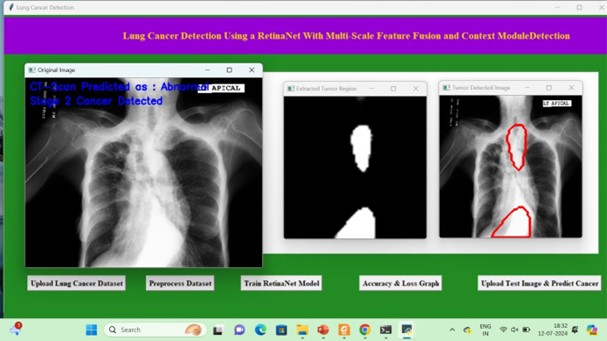 Lung Cancer Detection
Lung Cancer Detection Using a RetinaNet With Multi-Scale Feature Fusion and Context ModuleDetection
Original Image
CT-Scan Predicted as : Abnormal
LT APICAL
Stage 2 Cancer Detected
Extracted Tumor Region
Tumor Detected Image
LT APICAL
Upload Lung Cancer Dataset
Preprocess Dataset
Train RetinaNet Model
Accuracy & Loss Graph
Upload Test Image & Predict Cancer
Search
ENG
IN
18:32
12-07-2024